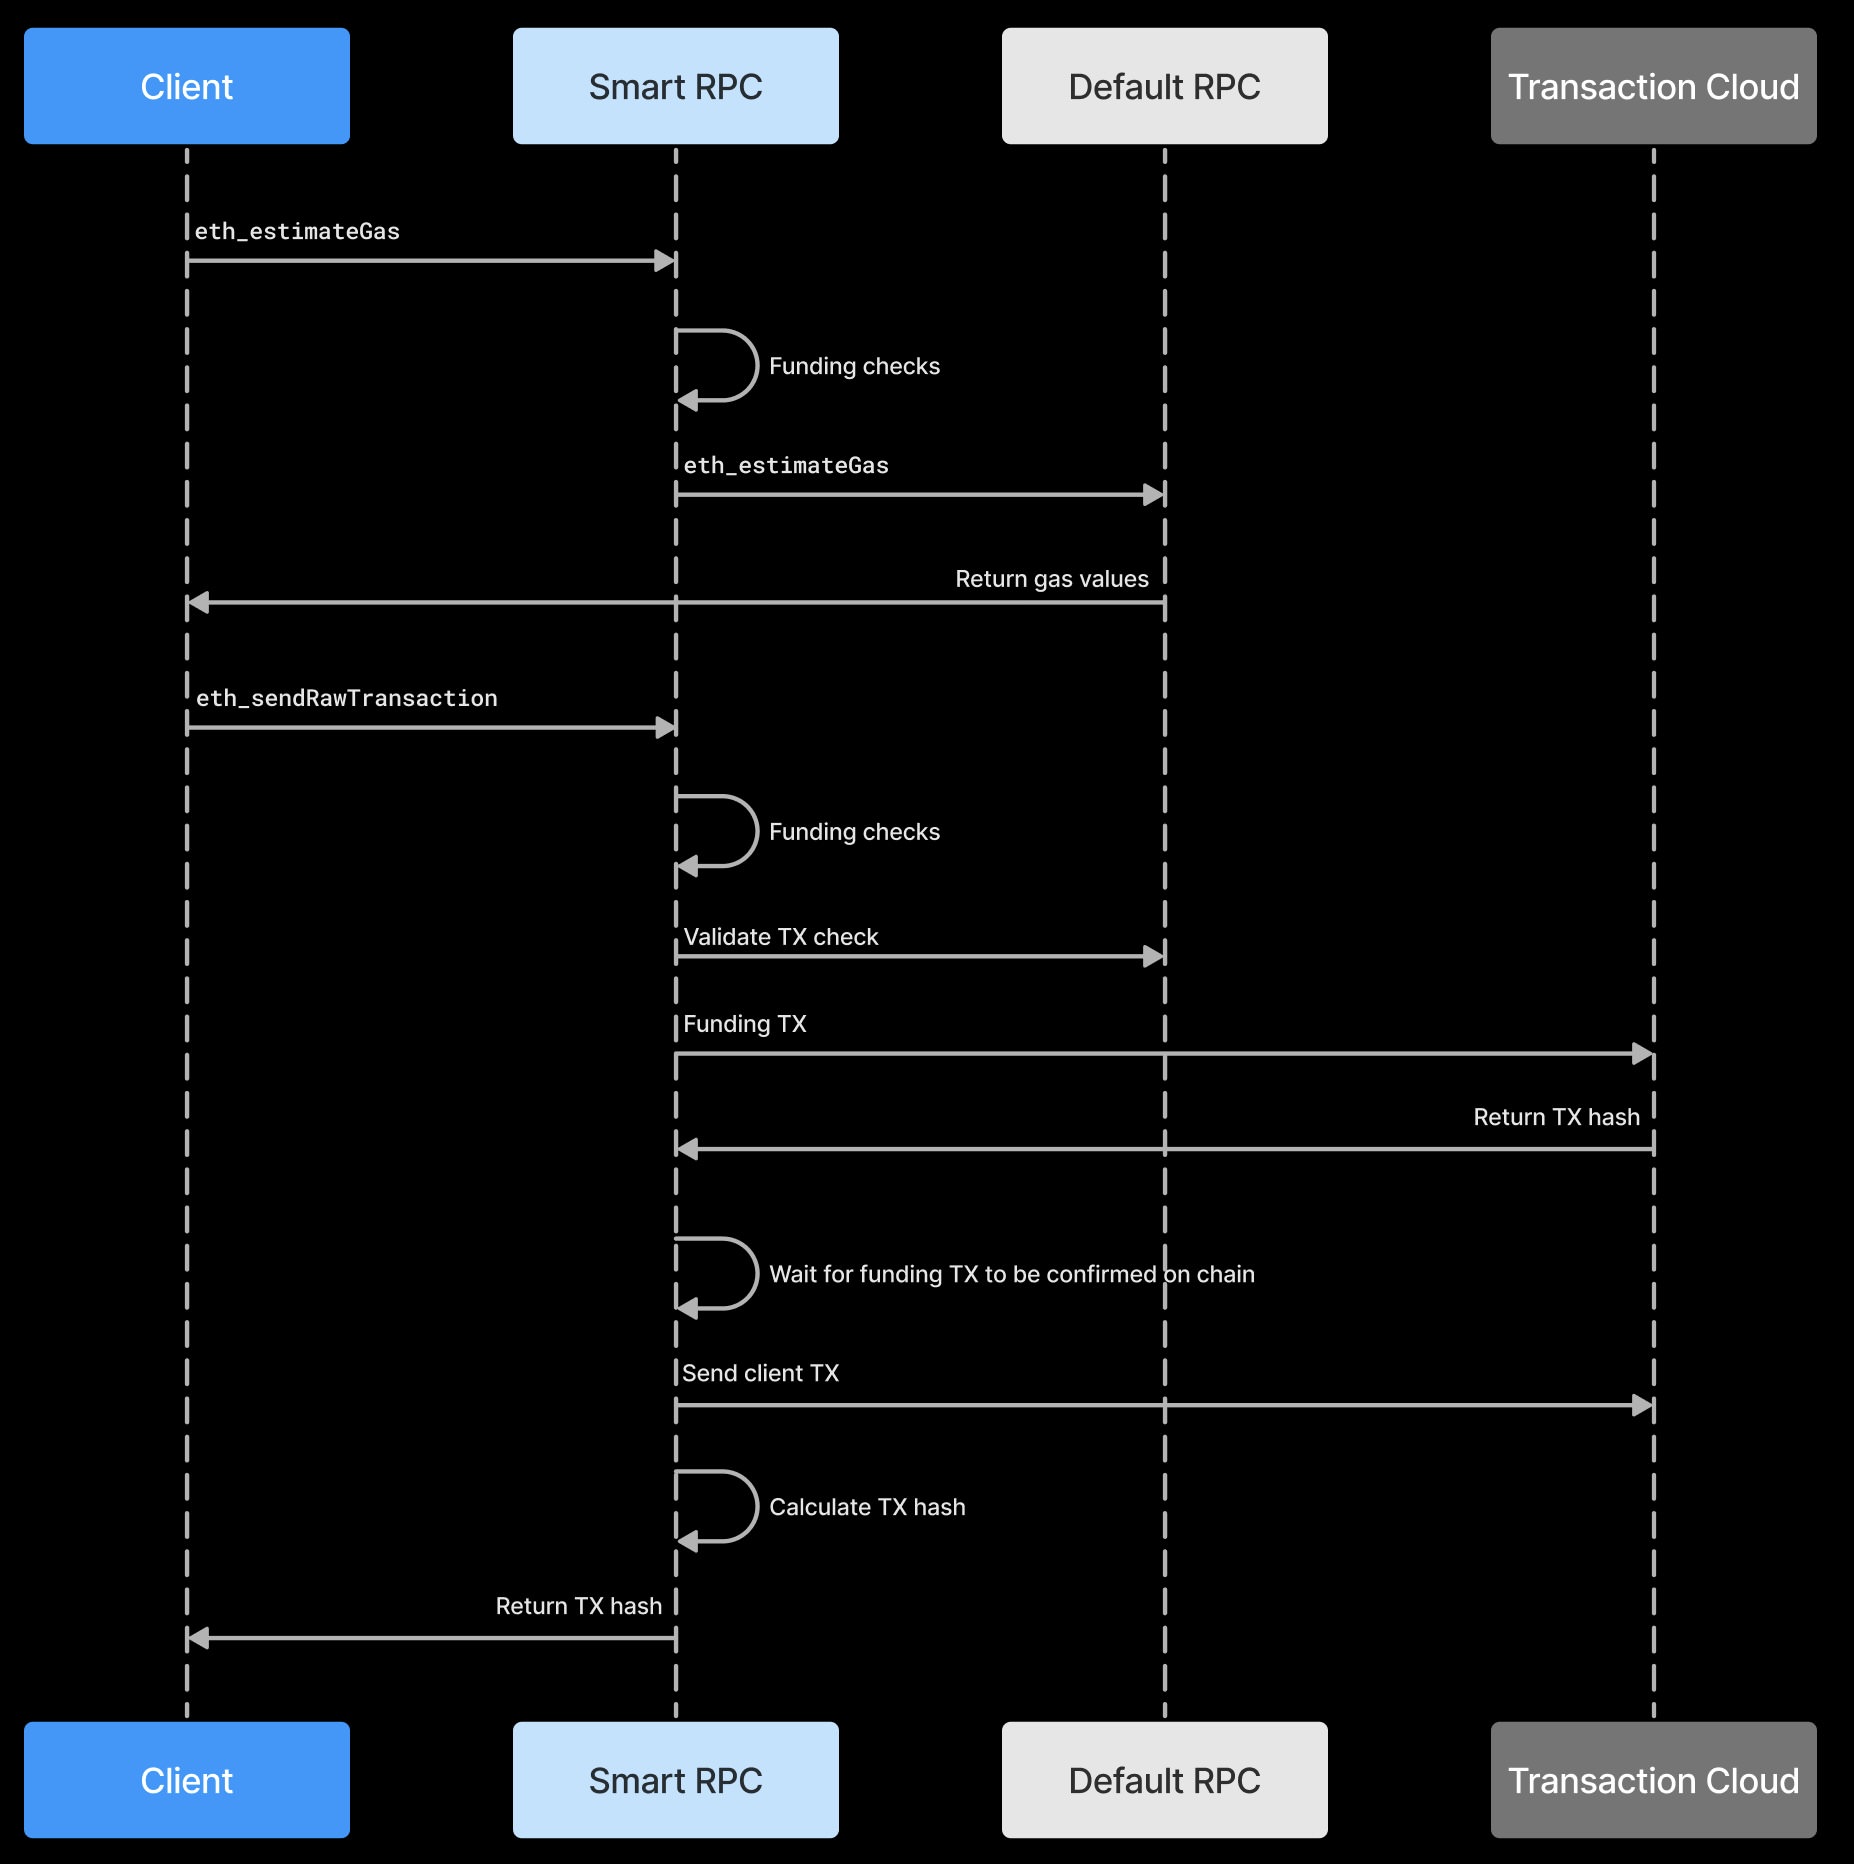 Client
Smart RPC
Default RPC
Transaction Cloud
eth_estimateGas
Funding checks
eth_estimateGas
Return gas values
eth_sendRawTransaction
Funding checks
Validate TX check
Funding TX
Return TX hash
Wait for funding TX to be confirmed on chain
Send client TX
Calculate TX hash
Return TX hash
Client
Smart RPC
Default RPC
Transaction Cloud